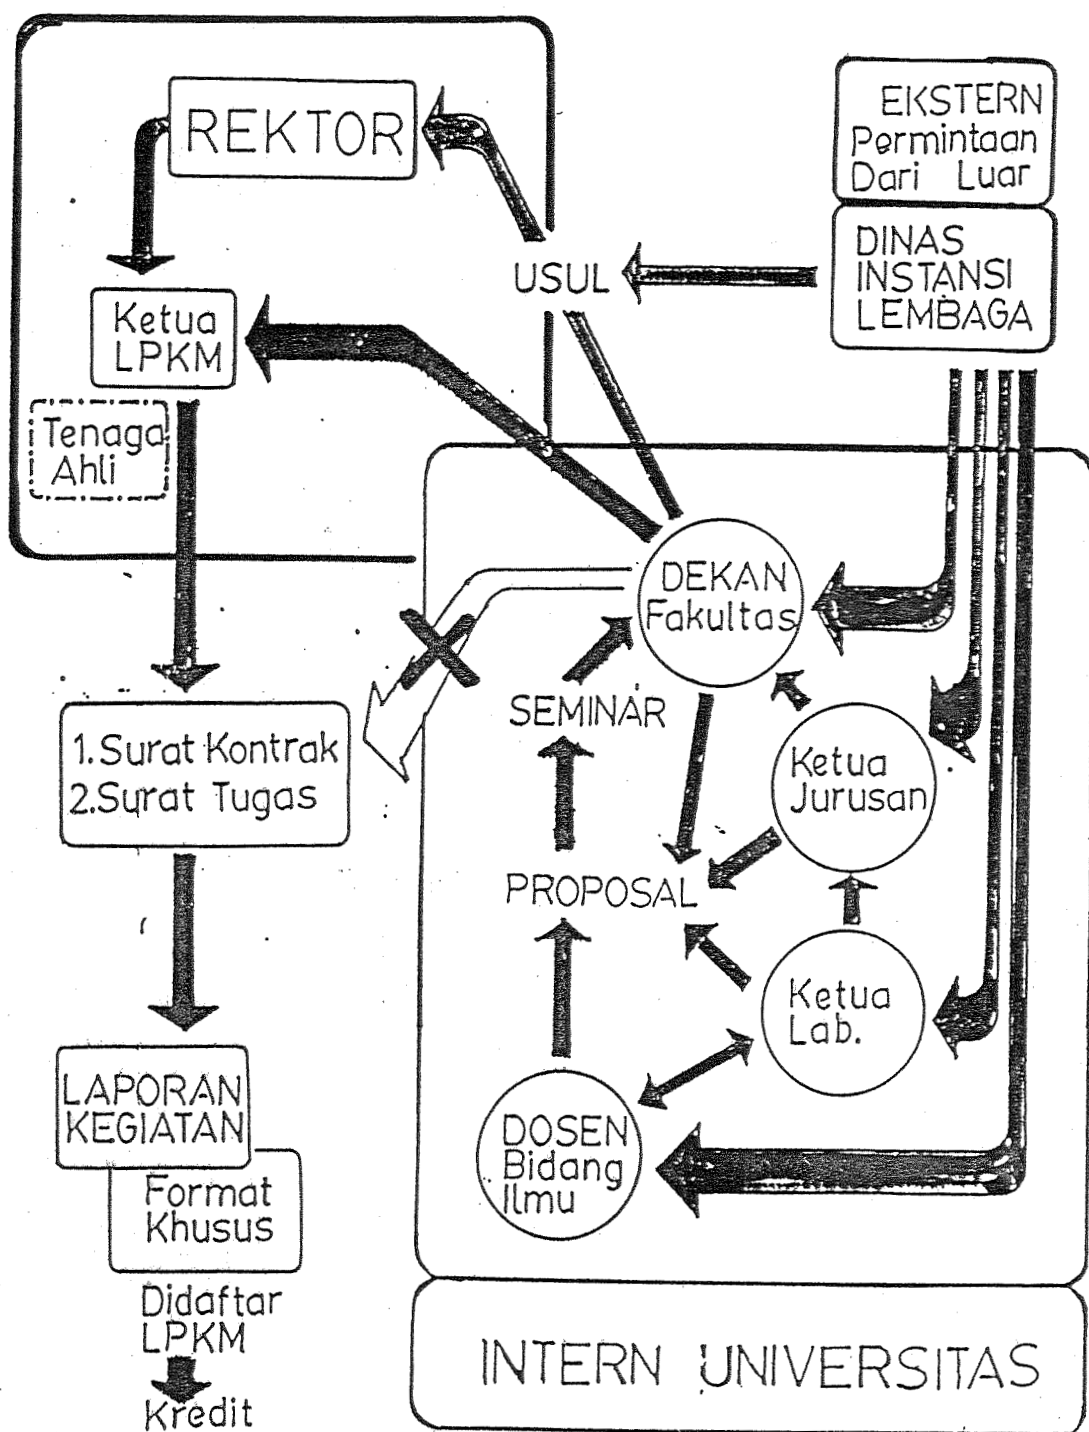 REKTOR
EKSTERN
Permintaan
Dari Luar
DINAS
INSTANSI
LEMBAGA
USUL
Ketua
LPKM
Tenaga
Ahli
DEKAN
Fakultas
SEMINAR
1.Surat Kontrak
2.Surat Tugas
Ketua
Jurusan
PROPOSAL
Ketua
Lab.
LAPORAN
KEGIATAN
DOSEN
Bidang
Ilmu
Format
Khusus
Didaftar
LPKM
Kredit
INTERN UNIVERSITAS